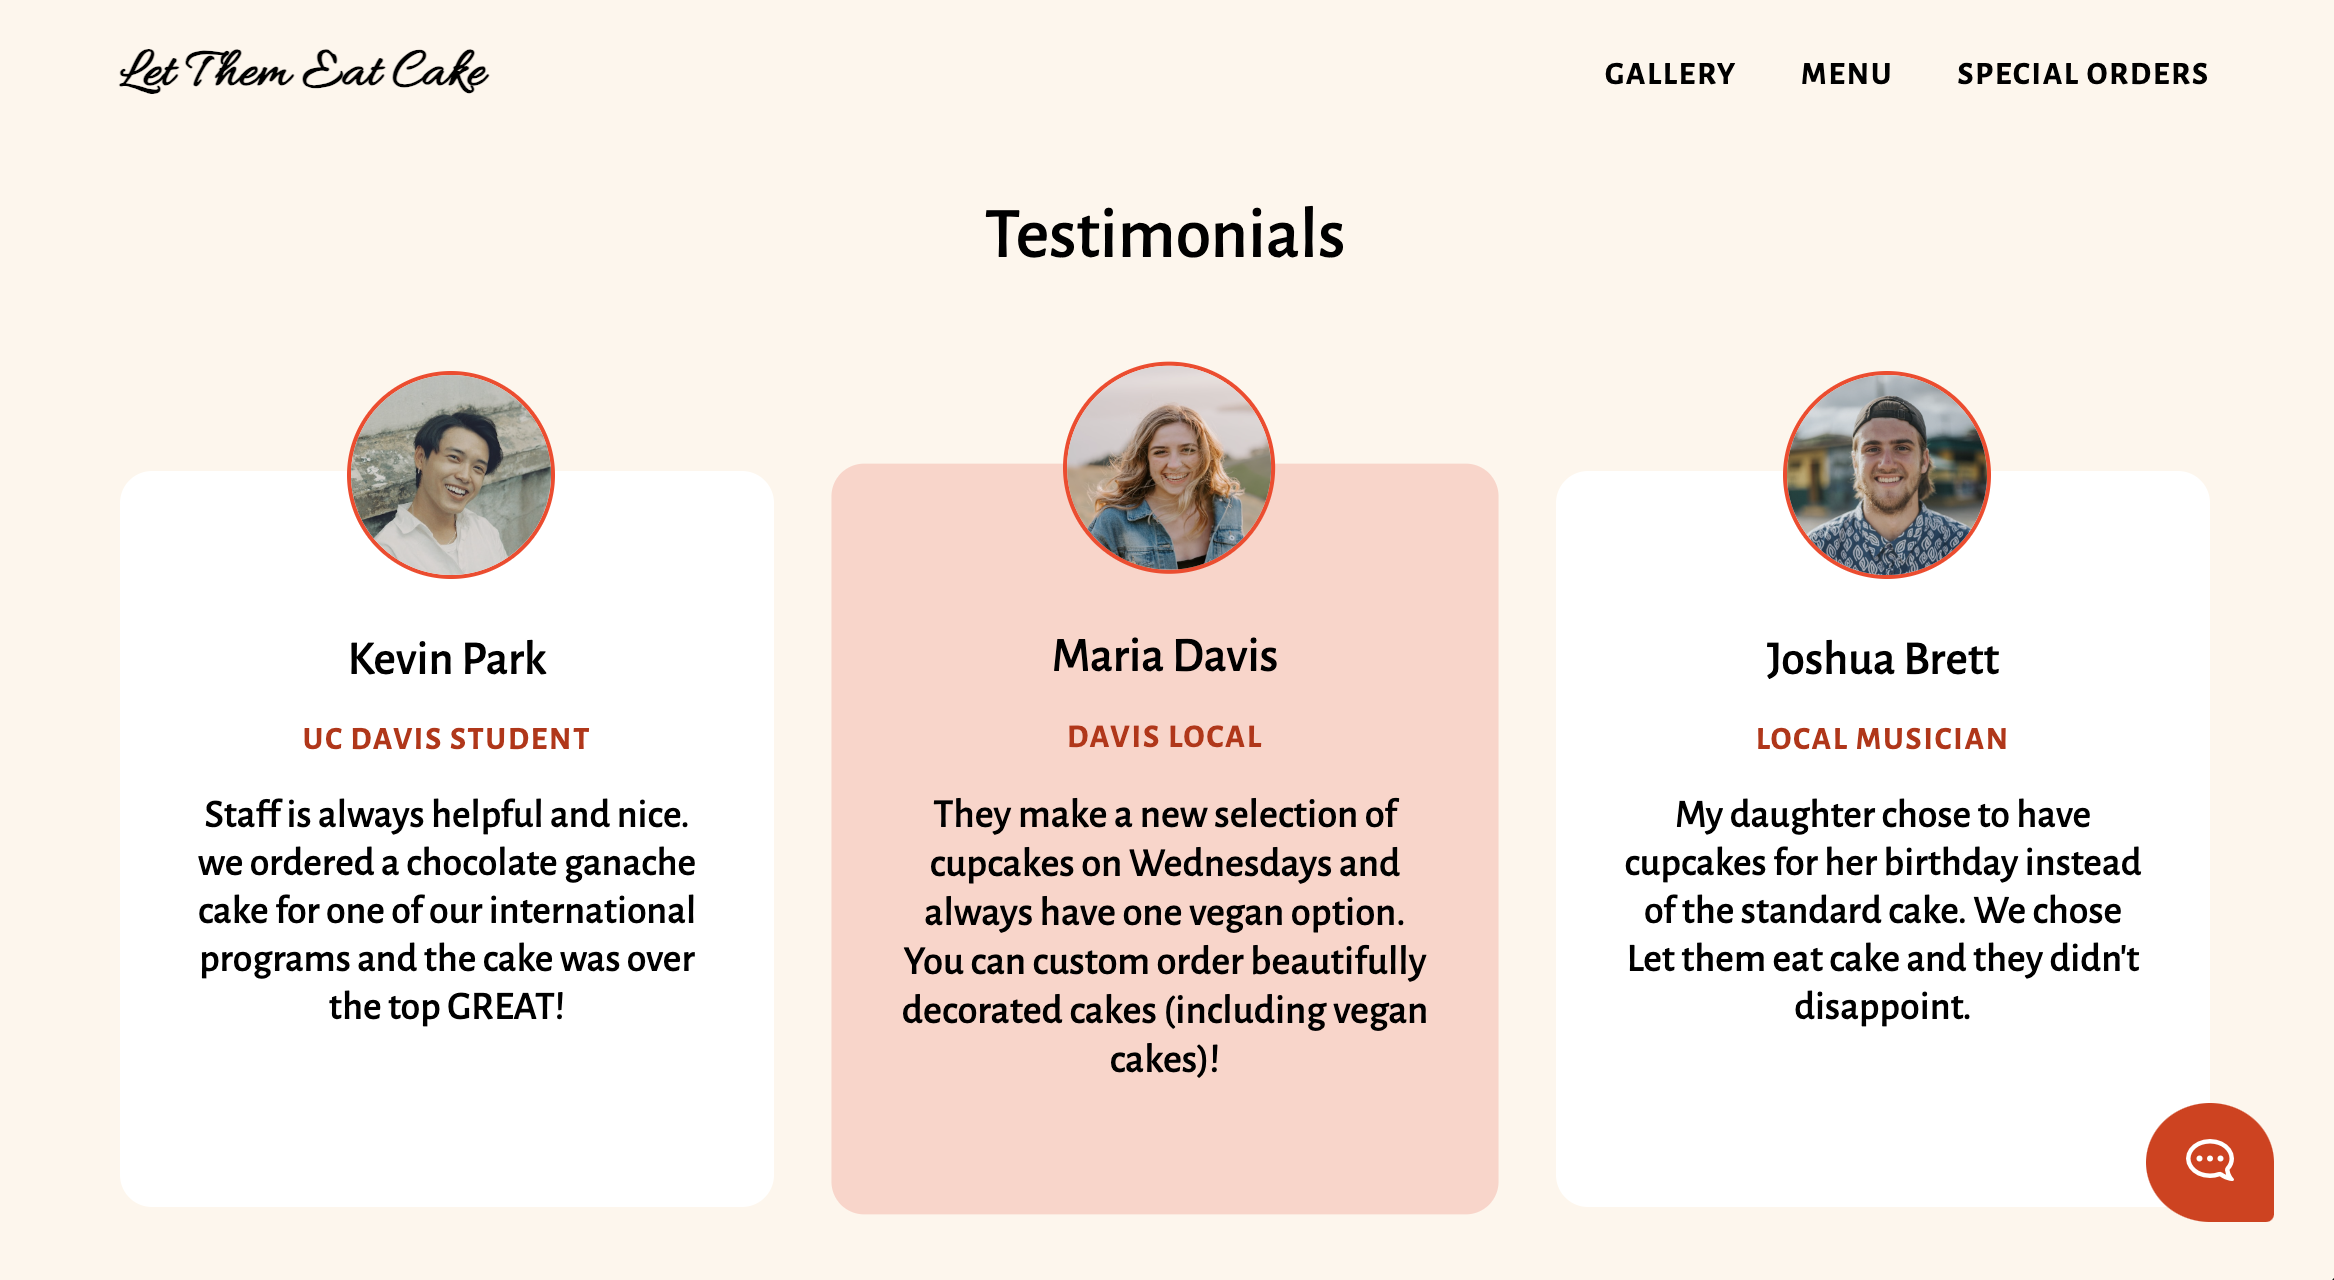 Let Them Eat Cake
GALLERY MENU SPECIAL ORDERS
Testimonials
Kevin Park
UC DAVIS STUDENT
Staff is always helpful and nice.
we ordered a chocolate ganache
cake for one of our international
programs and the cake was over
the top GREAT!
Maria Davis
DAVIS LOCAL
They make a new selection of
cupcakes on Wednesdays and
always have one vegan option.
You can custom order beautifully
decorated cakes (including vegan
cakes)!
Joshua Brett
LOCAL MUSICIAN
My daughter chose to have
cupcakes for her birthday instead
of the standard cake. We chose
Let them eat cake and they didn't
disappoint.